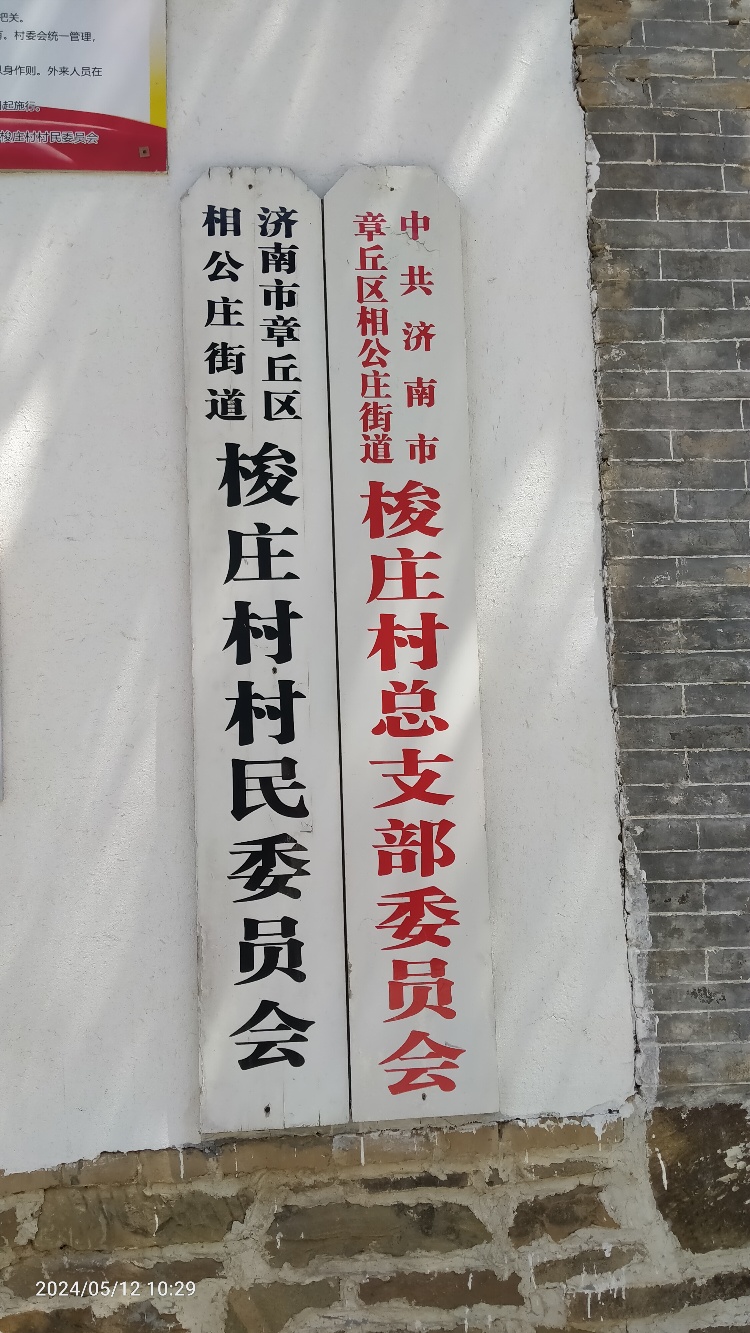 把关。
村委会统一管理，
身作则。外来人员在
起施行。
梭庄村村民委员会
中共济南市
章丘区相公庄街道
梭庄村总支部委员会
济南市章丘区
相公庄街道
梭庄村村民委员会
2024/05/12 10:29